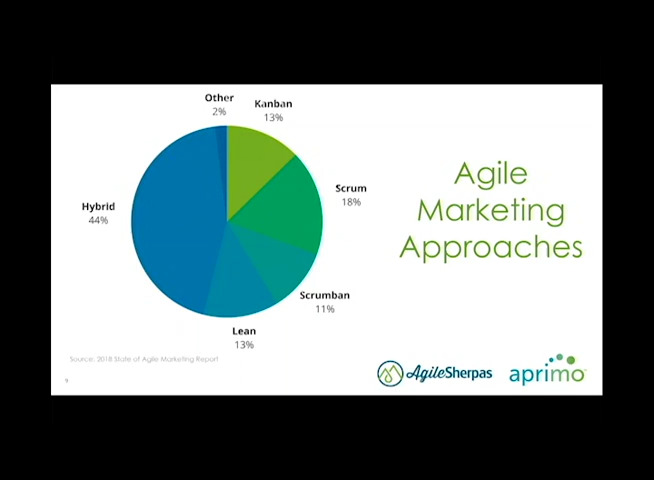 Other
2%
Kanban
13%
Scrum
18%
Scrumban
11%
Lean
13%
Hybrid
44%
Agile
Marketing
Approaches
Source: 2018 State of Agile Marketing Report
9
AgileSherpas
aprimo